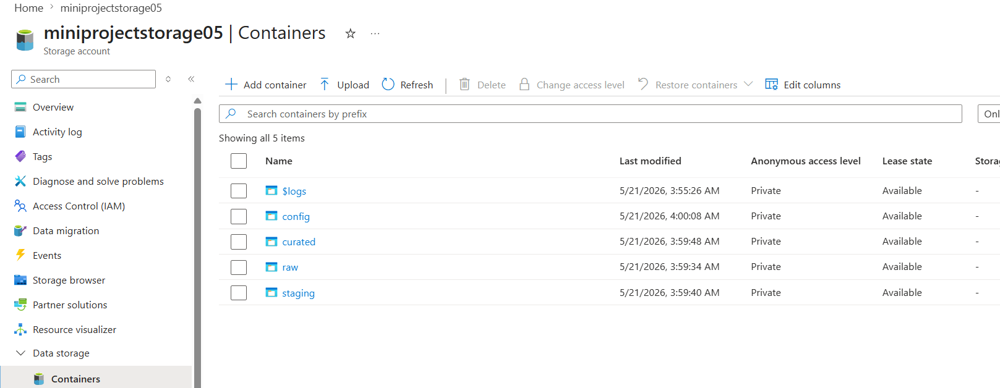 Home > miniprojectstorage05
miniprojectstorage05 | Containers
Storage account
Search
Add container Upload Refresh Delete Change access level Restore containers Edit columns
Search containers by prefix
Onl
Showing all 5 items
Overview
Activity log
Tags
Diagnose and solve problems
Access Control (IAM)
Data migration
Events
Storage browser
Partner solutions
Resource visualizer
Data storage
Containers
Name Last modified Anonymous access level Lease state Storag
$logs 5/21/2026, 3:55:26 AM Private Available -
config 5/21/2026, 4:00:08 AM Private Available -
curated 5/21/2026, 3:59:48 AM Private Available -
raw 5/21/2026, 3:59:34 AM Private Available -
staging 5/21/2026, 3:59:40 AM Private Available -